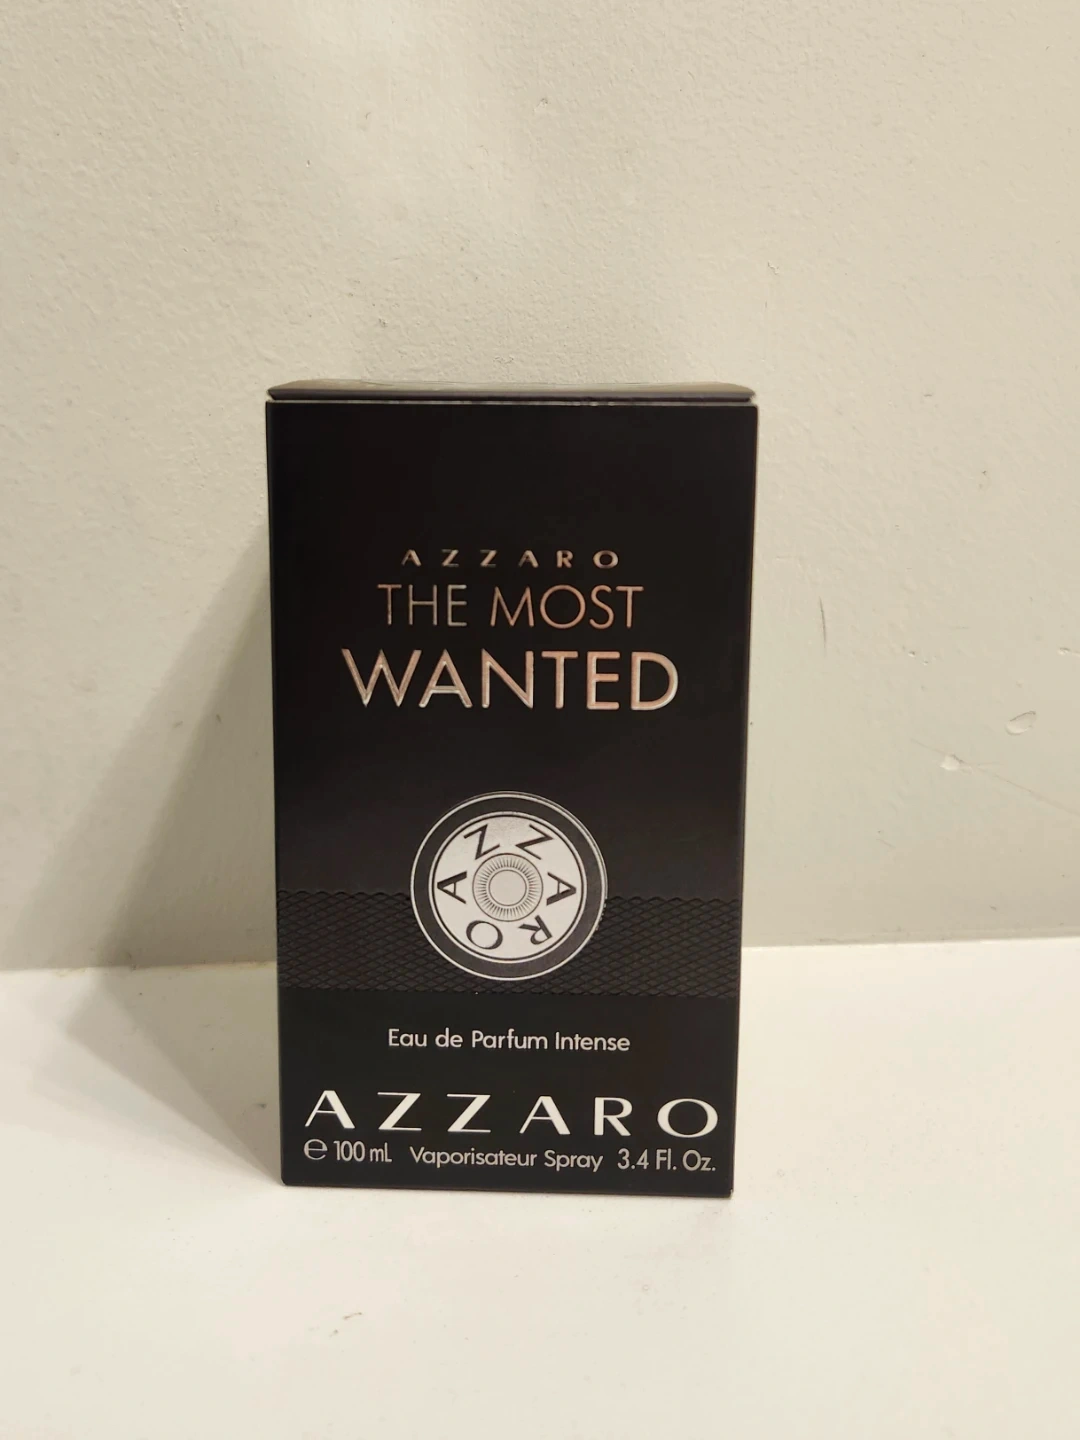 AZZARO
THE MOST
WANTED
AZZARO
Eau de Parfum Intense
AZZARO
℮ 100 mL Vaporisateur Spray 3.4 Fl. Oz.